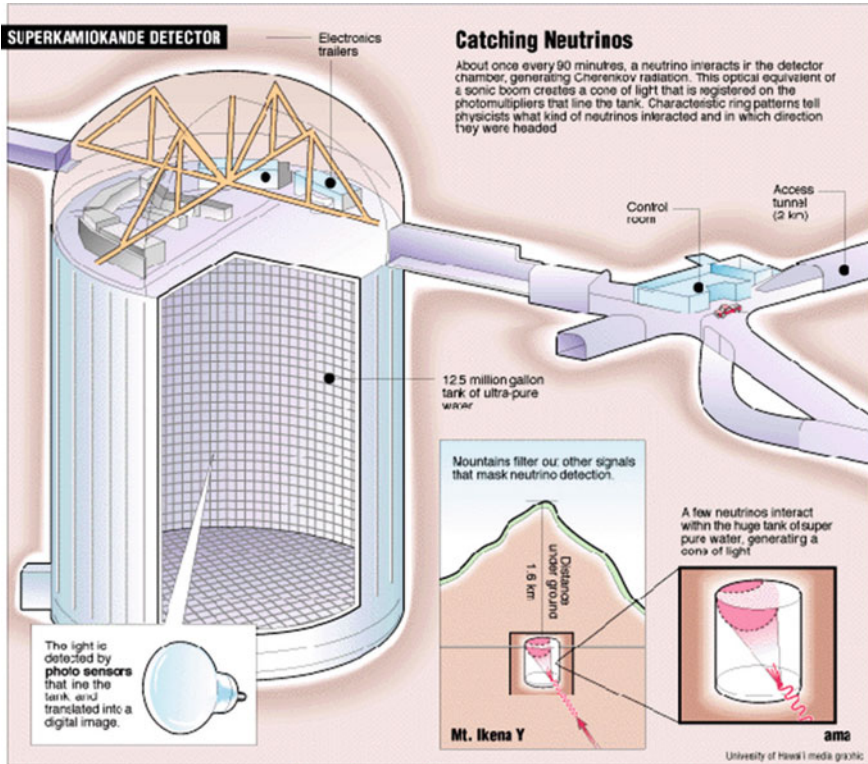 SUPERKAMIOKANDE DETECTOR
Electronics
trailers
Catching Neutrinos
About once every 90 minutres, a neutrino interacts in the detector
chamber, generating Cherenkov radiation. This optical equivalent of
a sonic boom creates a cone of light that is registered on the
photomultipliers that line the tank. Characteristic ring patterns tell
physicists what kind of neutrinos interacted and in which direction
they were headed
Control
room
Access
tunnel
(2 km)
12.5 million gallon
tank of ultra-pure
water
Mountains filter out other signals
that mask neutrino detection.
Distance
under ground
1.6 km
Mt. Ikena Y
A few neutrinos interact
within the huge tank of super
pure water, generating a
cone of light
ama
The light is
detected by
photo sensors
that line the
tank, and
translated into a
digital image.
University of Hawai'i media graphic